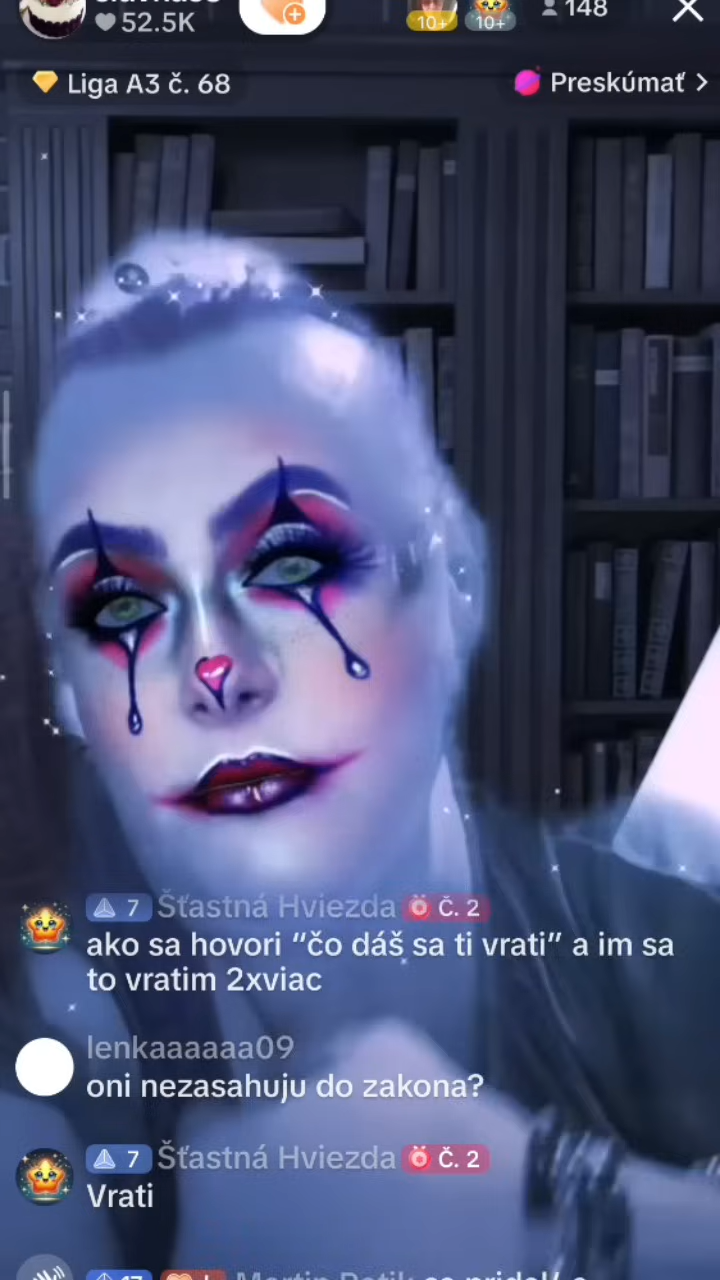 52.5K
10+
10+
148
Liga A3 č. 68
Preskúmať
7 Šťastná Hviezda Č. 2
ako sa hovori “čo dáš sa ti vrati” a im sa
to vratim 2xviac
lenkaaaaaa09
oni nezasahuju do zakona?
7 Šťastná Hviezda Č. 2
Vrati